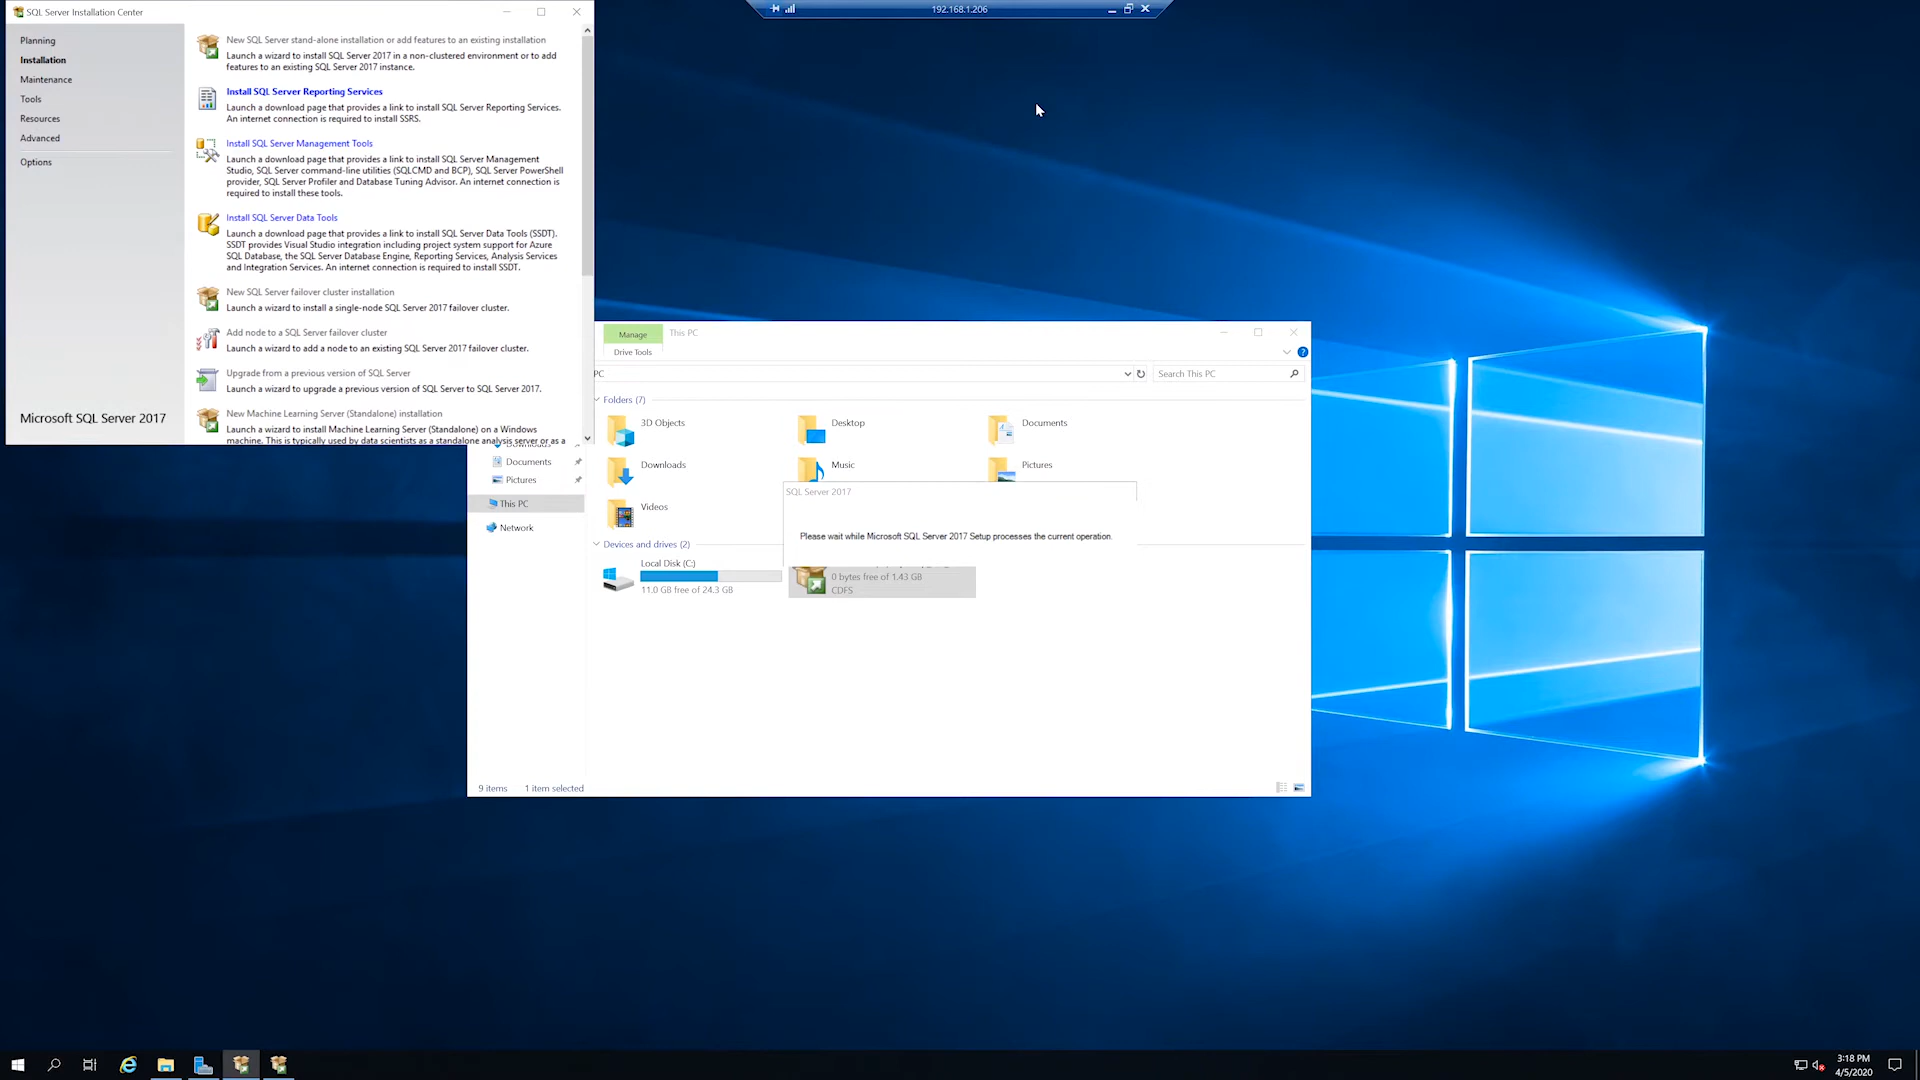 SQL Server Installation Center
192.168.1.206
Planning
Installation
Maintenance
Tools
Resources
Advanced
Options
Microsoft SQL Server 2017
New SQL Server stand-alone installation or add features to an existing installation
Launch a wizard to install SQL Server 2017 in a non-clustered environment or to add
features to an existing SQL Server 2017 instance.
Install SQL Server Reporting Services
Launch a download page that provides a link to install SQL Server Reporting Services.
An internet connection is required to install SSRS.
Install SQL Server Management Tools
Launch a download page that provides a link to install SQL Server Management
Studio, SQL Server command-line utilities (SQLCMD and BCP), SQL Server PowerShell
provider, SQL Server Profiler and Database Tuning Advisor. An internet connection is
required to install these tools.
Install SQL Server Data Tools
Launch a download page that provides a link to install SQL Server Data Tools (SSDT).
SSDT provides Visual Studio integration including project system support for Azure
SQL Database, the SQL Server Database Engine, Reporting Services, Analysis Services
and Integration Services. An internet connection is required to install SSDT.
New SQL Server failover cluster installation
Launch a wizard to install a single-node SQL Server 2017 failover cluster.
Add node to a SQL Server failover cluster
Launch a wizard to add a node to an existing SQL Server 2017 failover cluster.
Upgrade from a previous version of SQL Server
Launch a wizard to upgrade a previous version of SQL Server to SQL Server 2017.
New Machine Learning Server (Standalone) installation
Launch a wizard to install Machine Learning Server (Standalone) on a Windows
machine. This is typically used by data scientists as a standalone analysis server or as a
Manage
This PC
Drive Tools
PC
Search This PC
Downloads
Documents
Pictures
This PC
Network
Folders (7)
3D Objects
Desktop
Documents
Downloads
Music
Pictures
Videos
SQL Server 2017
Please wait while Microsoft SQL Server 2017 Setup processes the current operation.
Devices and drives (2)
Local Disk (C:)
11.0 GB free of 24.3 GB
0 bytes free of 1.43 GB
CDFS
9 items
1 item selected
3:18 PM
4/5/2020